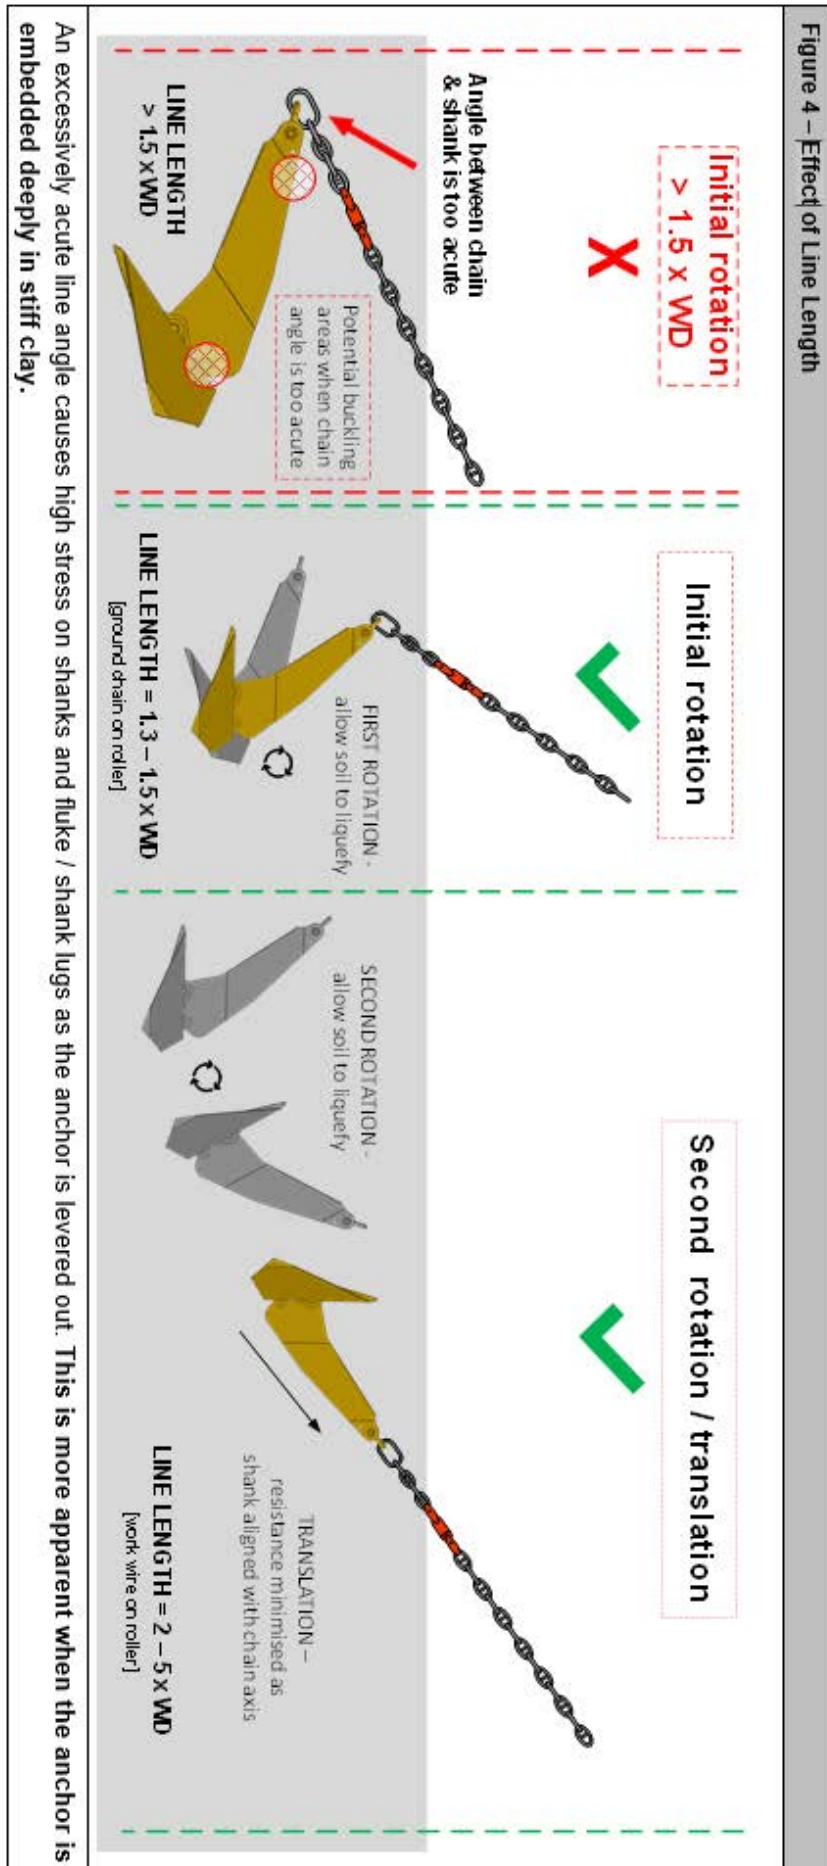 Figure 4 – Effect of Line Length
Initial rotation
> 1.5 x WD
X
Angle between chain
& shank is too acute
Potential buckling
areas when chain
angle is too acute
LINE LENGTH
> 1.5 x WD
Initial rotation
FIRST ROTATION -
allow soil to liquefy
LINE LENGTH = 1.3 – 1.5 x WD
[ground chain on roller]
Second rotation / translation
SECOND ROTATION -
allow soil to liquefy
TRANSLATION –
resistance minimised as
shank aligned with chain axis
LINE LENGTH = 2 – 5 x WD
[work wire on roller]
An excessively acute line angle causes high stress on shanks and fluke / shank lugs as the anchor is levered out. This is more apparent when the anchor is
embedded deeply in stiff clay.